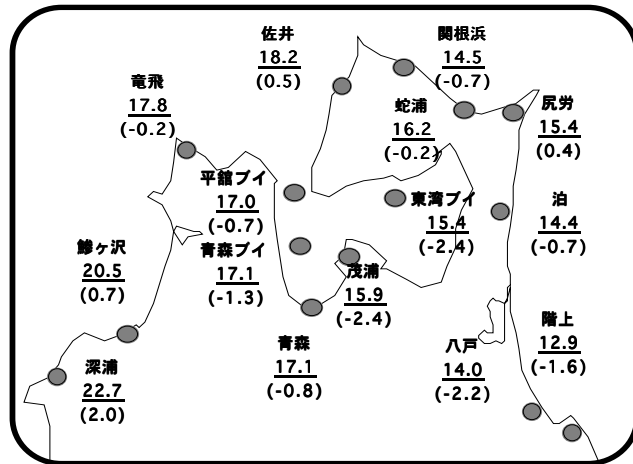 佐井
18.2
(0.5)
関根浜
14.5
(-0.7)
竜飛
17.8
(-0.2)
蛇浦
16.2
(-0.2)
尻労
15.4
(0.4)
平舘ブイ
17.0
(-0.7)
東湾ブイ
15.4
(-2.4)
泊
14.4
(-0.7)
鰺ヶ沢
20.5
(0.7)
青森ブイ
17.1
(-1.3)
茂浦
15.9
(-2.4)
深浦
22.7
(2.0)
青森
17.1
(-0.8)
八戸
14.0
(-2.2)
階上
12.9
(-1.6)